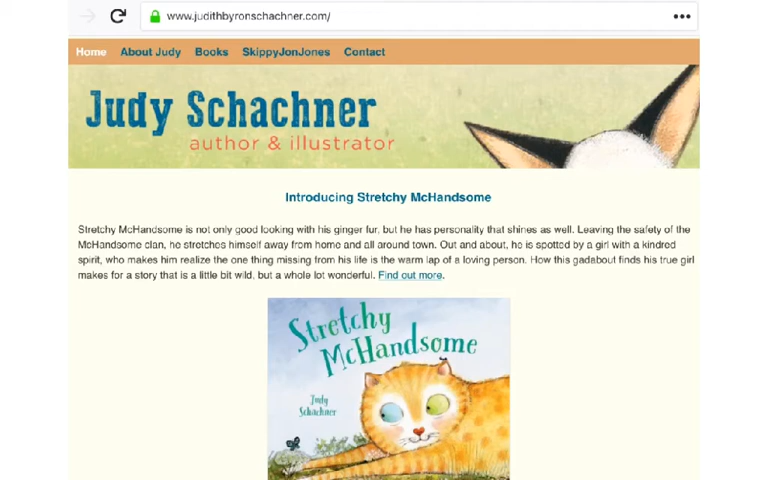 www.judithbyronschachner.com/
Home About Judy Books SkippyJonJones Contact
Judy Schachner
author & illustrator
Introducing Stretchy McHandsome
Stretchy McHandsome is not only good looking with his ginger fur, but he has personality that shines as well. Leaving the safety of the
McHandsome clan, he stretches himself away from home and all around town. Out and about, he is spotted by a girl with a kindred
spirit, who makes him realize the one thing missing from his life is the warm lap of a loving person. How this gadabout finds his true girl
makes for a story that is a little bit wild, but a whole lot wonderful. Find out more.
Stretchy
McHandsome
Judy
Schachner